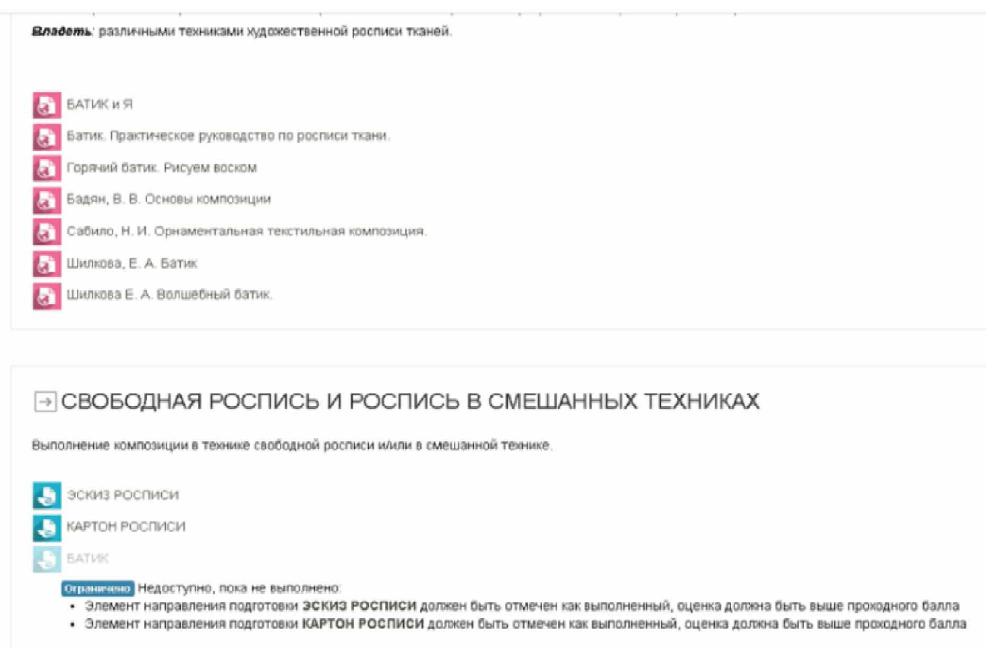 Владеть: различными техниками художественной росписи тканей.
БАТИК и Я
Батик. Практическое руководство по росписи ткани.
Горячий батик. Рисуем воском
Бадян, В. В. Основы композиции
Сабило, Н. И. Орнаментальная текстильная композиция.
Шилкова, Е. А. Батик
Шилкова Е. А. Волшебный батик.
СВОБОДНАЯ РОСПИСЬ И РОСПИСЬ В СМЕШАННЫХ ТЕХНИКАХ
Выполнение композиции в технике свободной росписи и/или в смешанной технике.
ЭСКИЗ РОСПИСИ
КАРТОН РОСПИСИ
БАТИК
Ограничено Недоступно, пока не выполнено:
• Элемент направления подготовки ЭСКИЗ РОСПИСИ должен быть отмечен как выполненный, оценка должна быть выше проходного балла
• Элемент направления подготовки КАРТОН РОСПИСИ должен быть отмечен как выполненный, оценка должна быть выше проходного балла